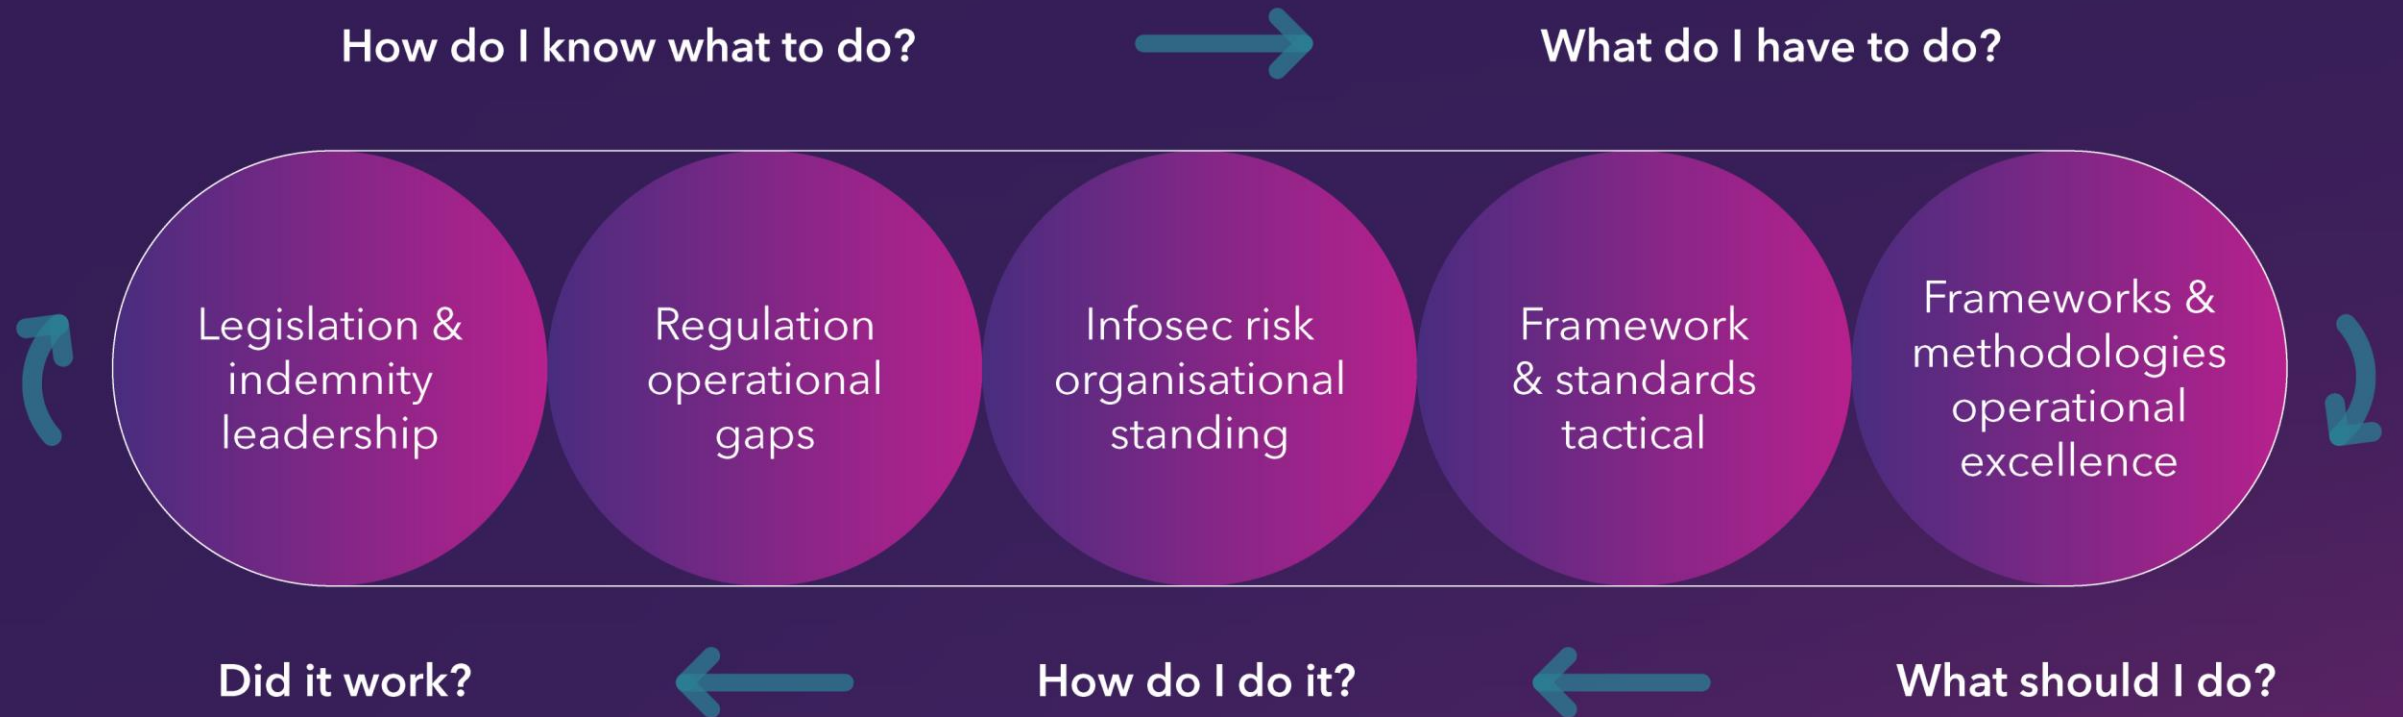 How do I know what to do?
What do I have to do?
Legislation &
indemnity
leadership
Regulation
operational
gaps
Infosec risk
organisational
standing
Framework
& standards
tactical
Frameworks &
methodologies
operational
excellence
Did it work?
How do I do it?
What should I do?